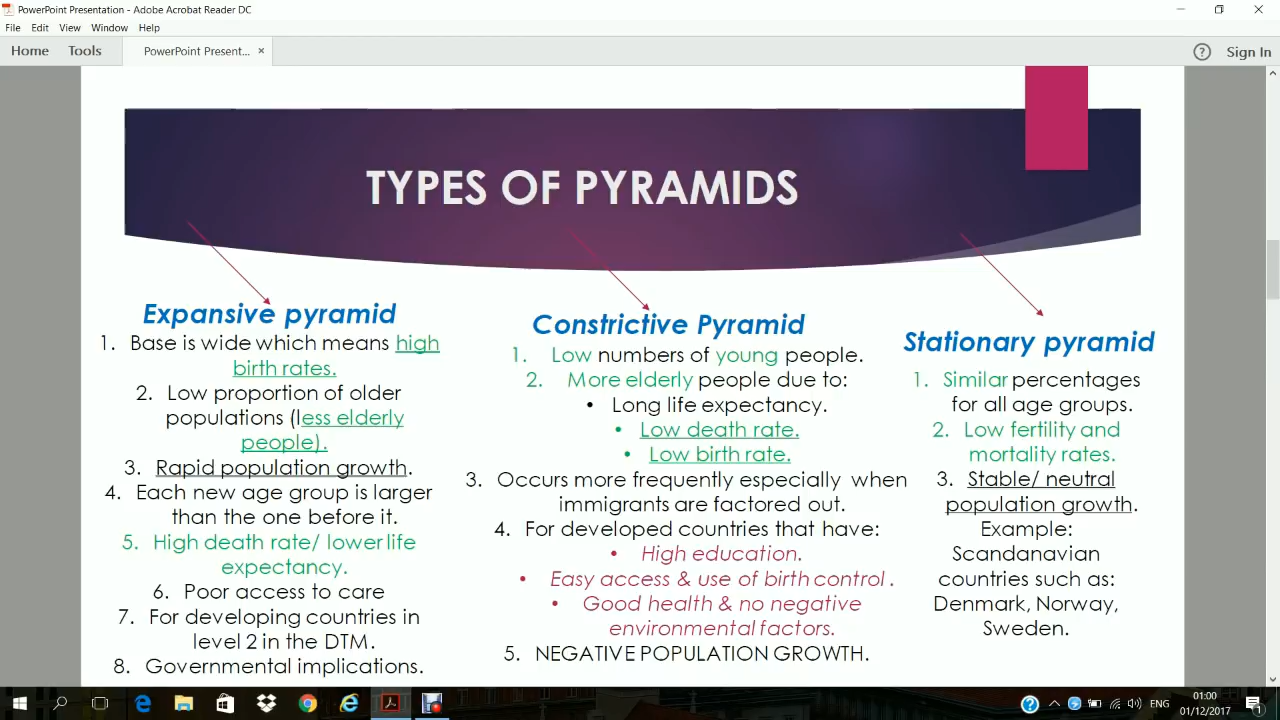 PowerPoint Presentation - Adobe Acrobat Reader DC
File Edit View Window Help
Home Tools PowerPoint Present... × ? Sign In
TYPES OF PYRAMIDS
Expansive pyramid
1. Base is wide which means high
birth rates.
2. Low proportion of older
populations (less elderly
people).
3. Rapid population growth.
4. Each new age group is larger
than the one before it.
5. High death rate/ lower life
expectancy.
6. Poor access to care
7. For developing countries in
level 2 in the DTM.
8. Governmental implications.
Constrictive Pyramid
1. Low numbers of young people.
2. More elderly people due to:
• Long life expectancy.
• Low death rate.
• Low birth rate.
3. Occurs more frequently especially when
immigrants are factored out.
4. For developed countries that have:
• High education.
• Easy access & use of birth control .
• Good health & no negative
environmental factors.
5. NEGATIVE POPULATION GROWTH.
Stationary pyramid
1. Similar percentages
for all age groups.
2. Low fertility and
mortality rates.
3. Stable/ neutral
population growth.
Example:
Scandanavian
countries such as:
Denmark, Norway,
Sweden.
ENG
01:00
01/12/2017